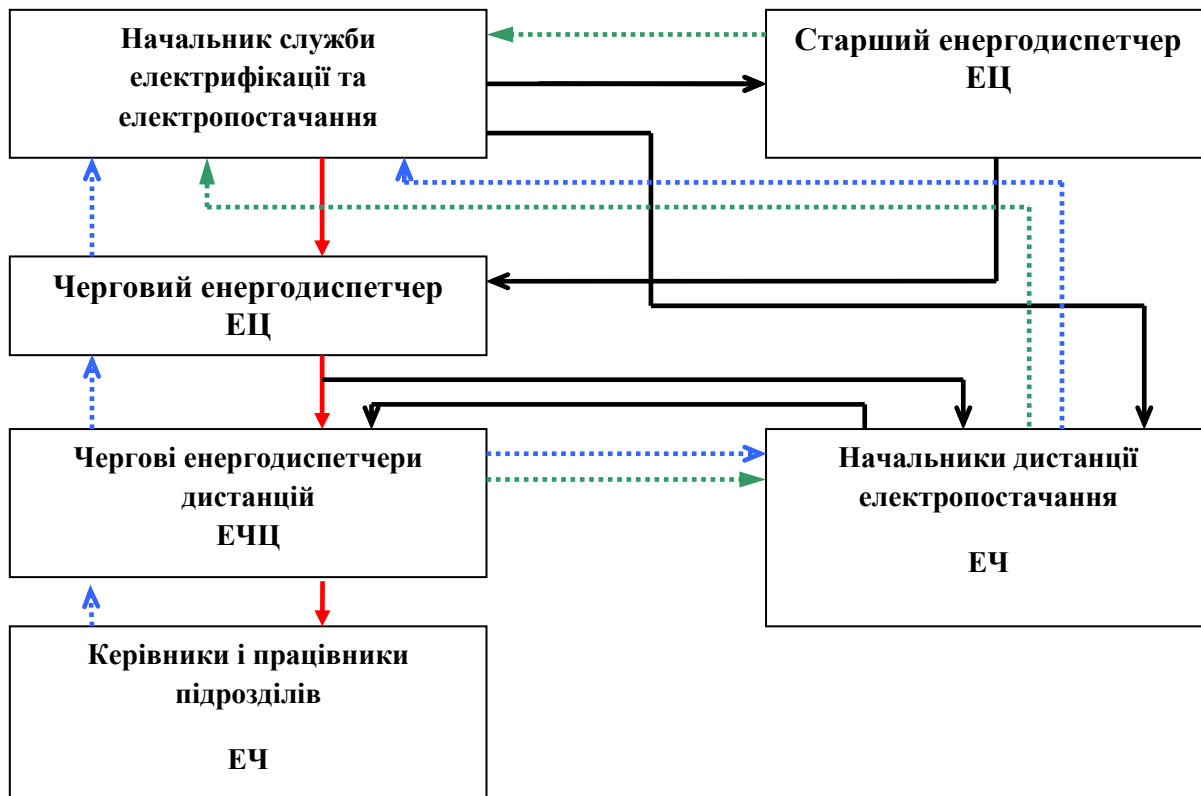 Начальник служби
електрифікації та
електропостачання
Старший енергодиспетчер
ЕЦ
Черговий енергодиспетчер
ЕЦ
Чергові енергодиспетчери
дистанцій
ЕЧЦ
Начальники дистанції
електропостачання
ЕЧ
Керівники і працівники
підрозділів
ЕЧ